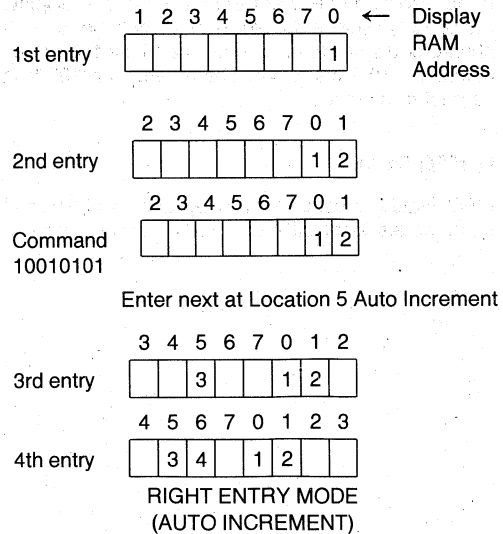 1 2 3 4 5 6 7 0 ← Display
RAM
Address
1st entry 1
2 3 4 5 6 7 0 1
2nd entry 1 2
2 3 4 5 6 7 0 1
Command 1 2
10010101
Enter next at Location 5 Auto Increment
3 4 5 6 7 0 1 2
3rd entry 3 1 2
4 5 6 7 0 1 2 3
4th entry 3 4 1 2
RIGHT ENTRY MODE
(AUTO INCREMENT)